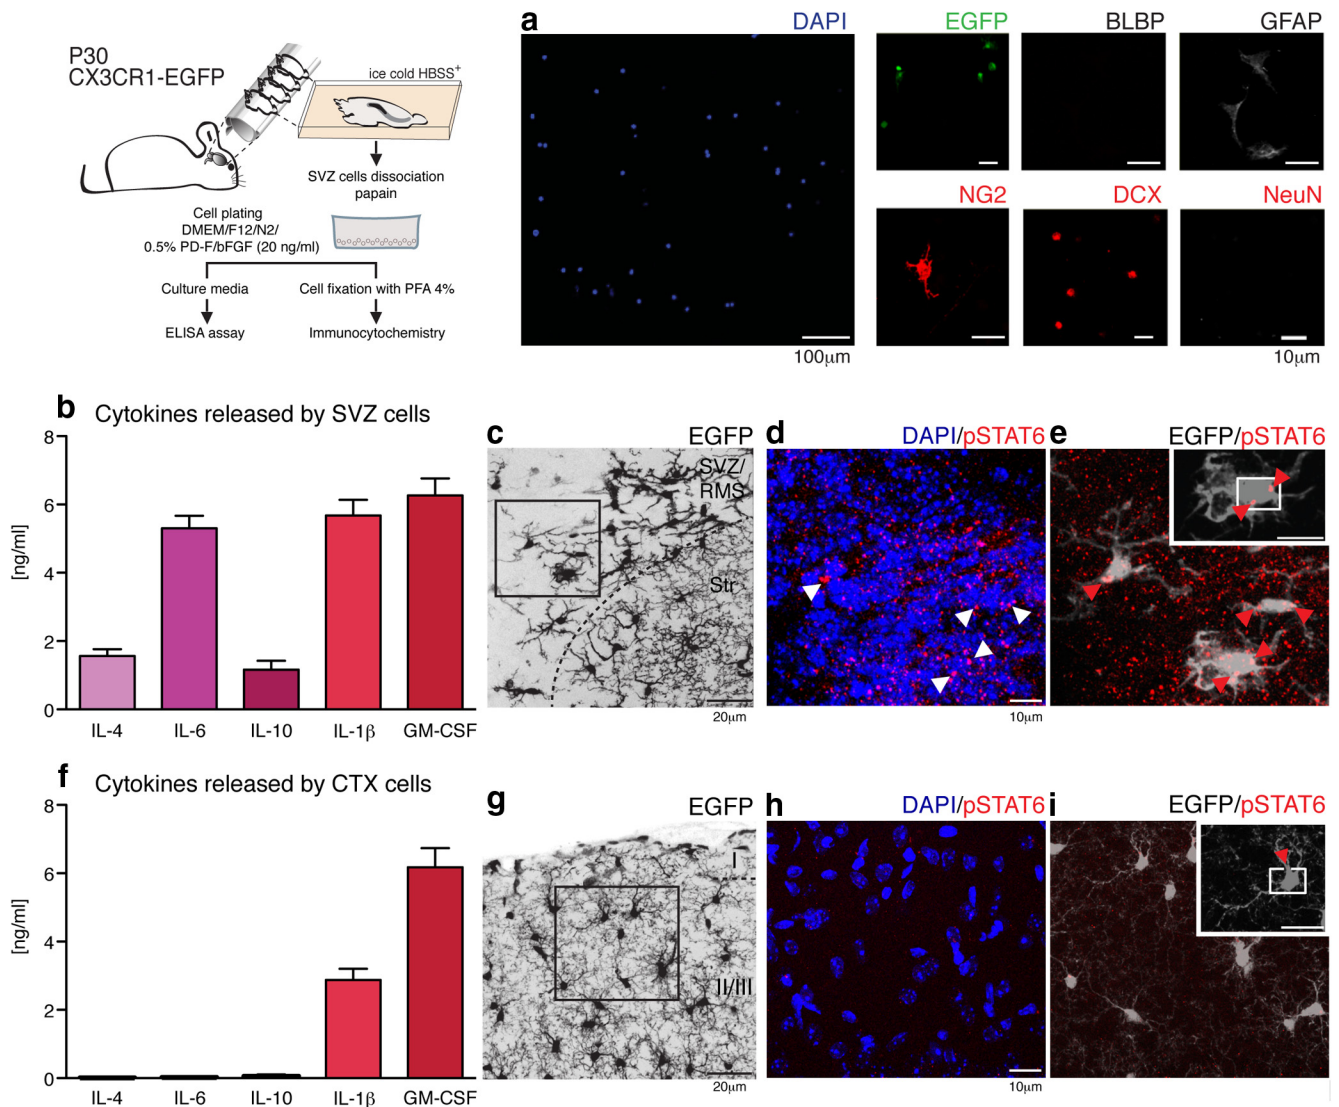 P30
CX3CR1-EGFP
ice cold HBSS+
SVZ cells dissociation
papain
Cell plating
DMEM/F12/N2/
0.5% PD-F/bFGF (20 ng/ml)
Culture media
Cell fixation with PFA 4%
ELISA assay
Immunocytochemistry
a
DAPI
EGFP
BLBP
GFAP
NG2
DCX
NeuN
100µm
10µm
b
Cytokines released by SVZ cells
[ng/ml]
8
6
4
2
0
IL-4
IL-6
IL-10
IL-1β
GM-CSF
c
EGFP
SVZ/
RMS
Str
20µm
d
DAPI/pSTAT6
10µm
e
EGFP/pSTAT6
f
Cytokines released by CTX cells
[ng/ml]
8
6
4
2
0
IL-4
IL-6
IL-10
IL-1β
GM-CSF
g
EGFP
I
II/III
20µm
h
DAPI/pSTAT6
10µm
i
EGFP/pSTAT6